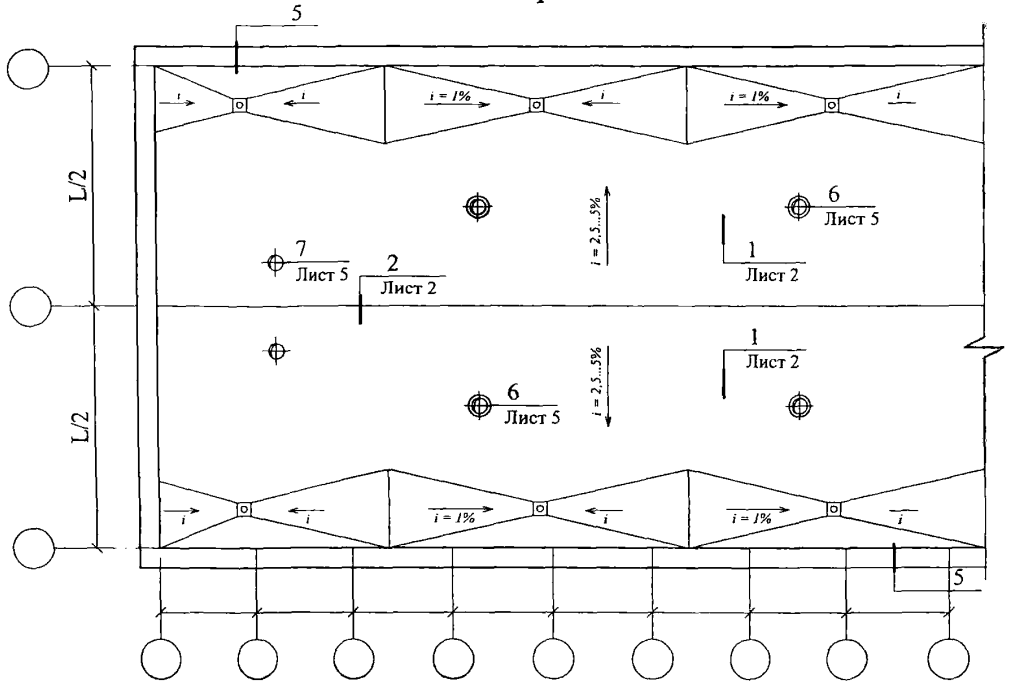 5
i
i
i = 1%
i
i = 1%
i
L/2
6
Лист 5
i = 2,5...5%
7
Лист 5
2
Лист 2
1
Лист 2
1
Лист 2
i = 2,5...5%
6
Лист 5
L/2
i
i
i = 1%
i
i = 1%
i
5